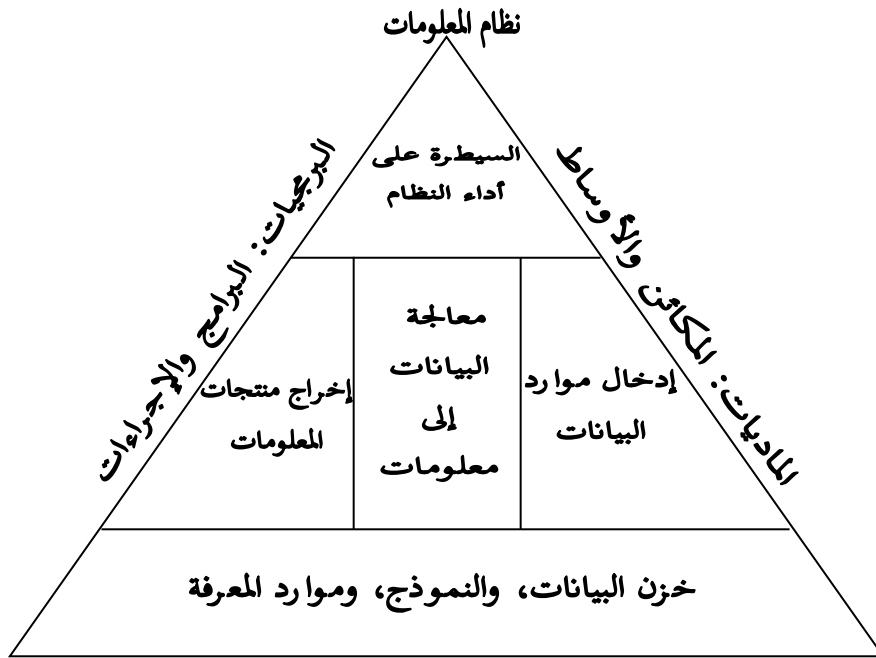 نظام المعلومات
السيطرة على
أداء النظام
الماديات: المكائن والأوساط
البرمجيات: البرامج والإجراءات
إدخال موارد
البيانات
معالجة
البيانات
إلى
معلومات
إخراج منتجات
المعلومات
خزن البيانات، والنموذج، وموارد المعرفة